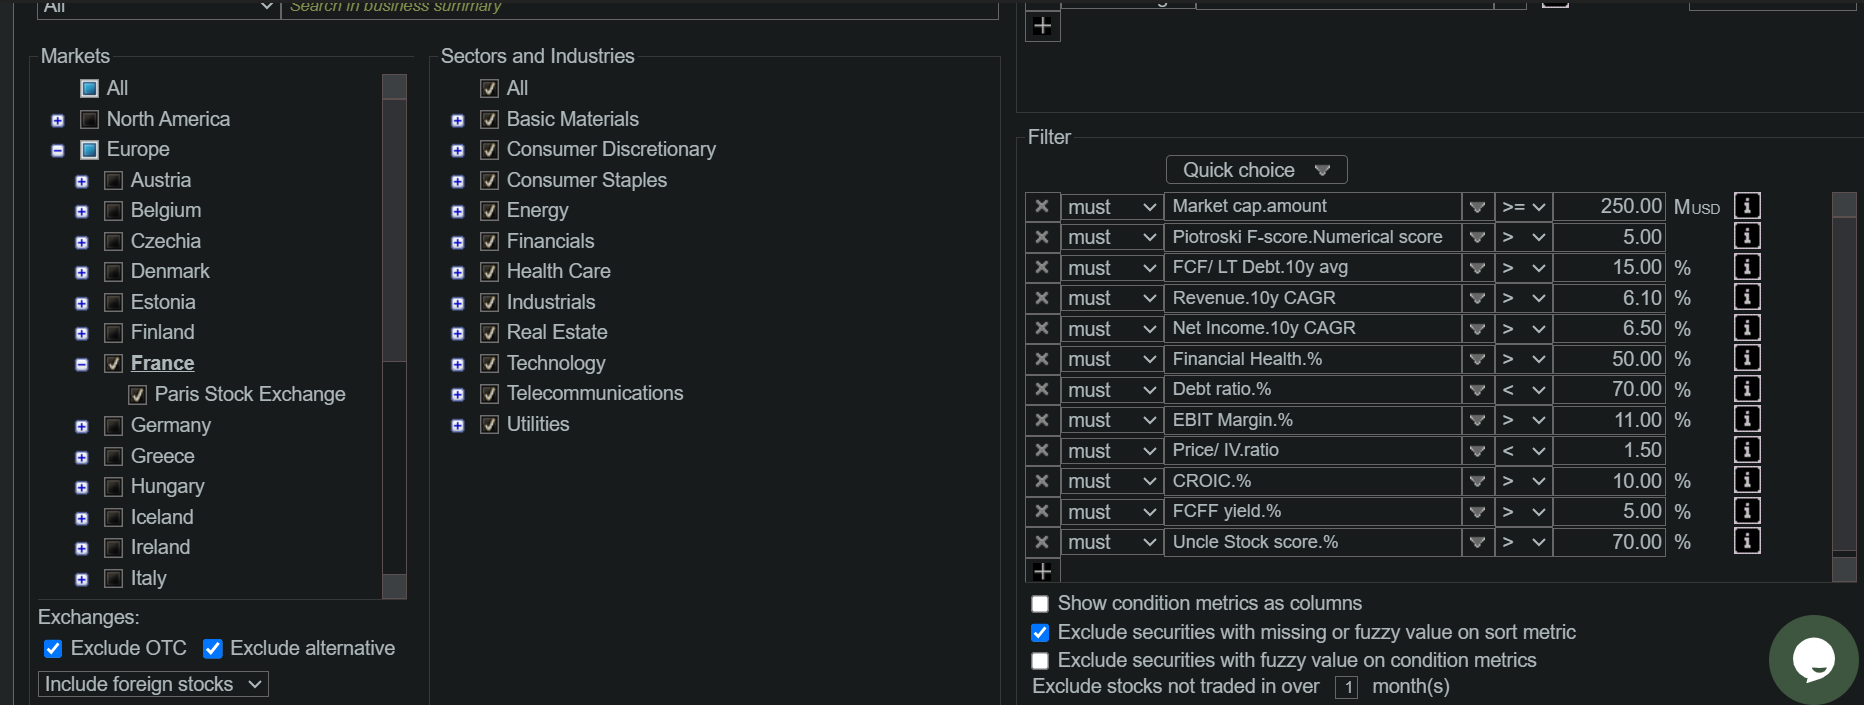 All
Search in business summary
Markets
All
North America
Europe
Austria
Belgium
Czechia
Denmark
Estonia
Finland
France
Paris Stock Exchange
Germany
Greece
Hungary
Iceland
Ireland
Italy
Exchanges:
Exclude OTC Exclude alternative
Include foreign stocks
Sectors and Industries
All
Basic Materials
Consumer Discretionary
Consumer Staples
Energy
Financials
Health Care
Industrials
Real Estate
Technology
Telecommunications
Utilities
Filter
Quick choice
must Market cap.amount >= 250.00 MUSD
must Piotroski F-score.Numerical score > 5.00
must FCF/ LT Debt.10y avg > 15.00 %
must Revenue.10y CAGR > 6.10 %
must Net Income.10y CAGR > 6.50 %
must Financial Health.% > 50.00 %
must Debt ratio.% < 70.00 %
must EBIT Margin.% > 11.00 %
must Price/ IV.ratio < 1.50
must CROIC.% > 10.00 %
must FCFF yield.% > 5.00 %
must Uncle Stock score.% > 70.00 %
Show condition metrics as columns
Exclude securities with missing or fuzzy value on sort metric
Exclude securities with fuzzy value on condition metrics
Exclude stocks not traded in over 1 month(s)